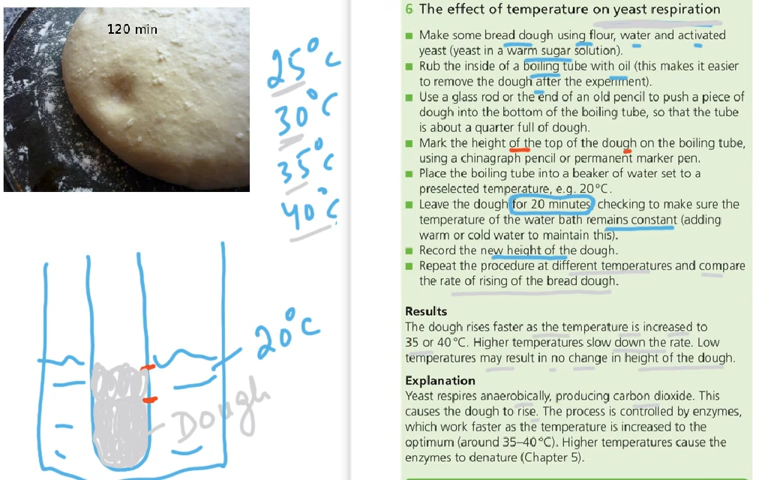 120 min
25°C
30°C
35°C
40°C
20°C
Dough
6 The effect of temperature on yeast respiration
■ Make some bread dough using flour, water and activated
yeast (yeast in a warm sugar solution).
■ Rub the inside of a boiling tube with oil (this makes it easier
to remove the dough after the experiment).
■ Use a glass rod or the end of an old pencil to push a piece of
dough into the bottom of the boiling tube, so that the tube
is about a quarter full of dough.
■ Mark the height of the top of the dough on the boiling tube,
using a chinagraph pencil or permanent marker pen.
■ Place the boiling tube into a beaker of water set to a
preselected temperature, e.g. 20°C.
■ Leave the dough for 20 minutes, checking to make sure the
temperature of the water bath remains constant (adding
warm or cold water to maintain this).
■ Record the new height of the dough.
■ Repeat the procedure at different temperatures and compare
the rate of rising of the bread dough.
Results
The dough rises faster as the temperature is increased to
35 or 40°C. Higher temperatures slow down the rate. Low
temperatures may result in no change in height of the dough.
Explanation
Yeast respires anaerobically, producing carbon dioxide. This
causes the dough to rise. The process is controlled by enzymes,
which work faster as the temperature is increased to the
optimum (around 35–40°C). Higher temperatures cause the
enzymes to denature (Chapter 5).